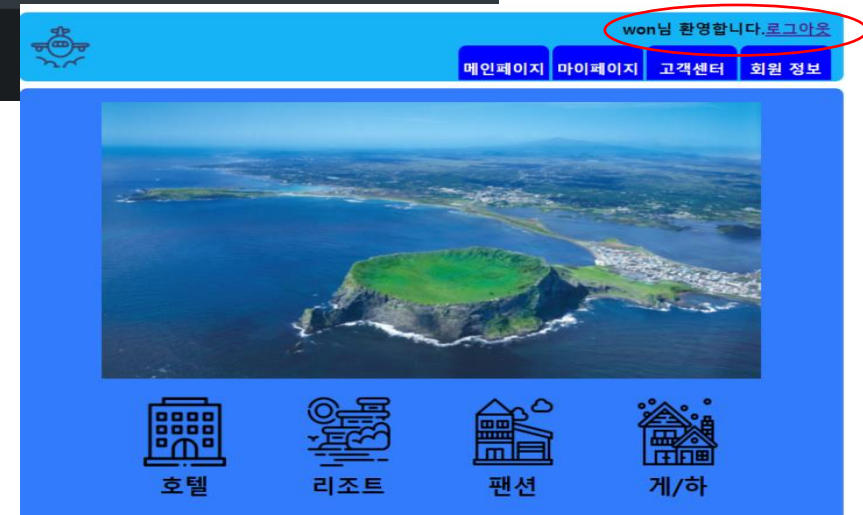 won님 환영합니다.로그아웃
메인페이지 마이페이지 고객센터 회원 정보
호텔 리조트 팬션 게/하